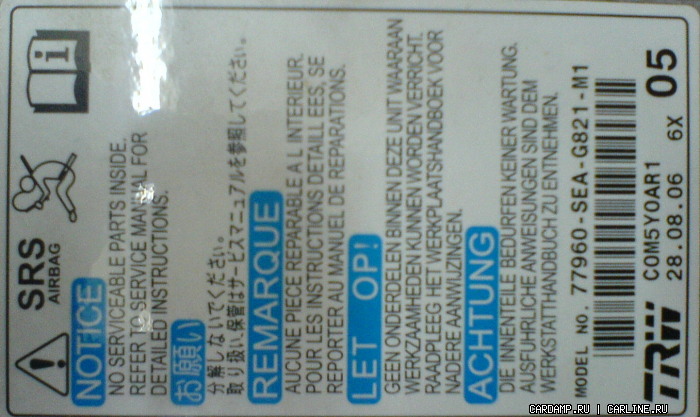 SRS
AIRBAG
NOTICE
NO SERVICEABLE PARTS INSIDE.
REFER TO SERVICE MANUAL FOR
DETAILED INSTRUCTIONS.
お願い
分解しないでください。
取り扱い、保管はサービスマニュアルを参照してください。
REMARQUE
AUCUNE PIECE REPARABLE A L INTERIEUR.
POUR LES INSTRUCTIONS DETAILL EES, SE
REPORTER AU MANUEL DE REPARATIONS.
LET OP!
GEEN ONDERDELEN BINNEN DEZE UNIT WAARAAN
WERKZAAMHEDEN KUNNEN WORDEN VERRICHT.
RAADPLEEG HET WERKPLAATSHANDBOEK VOOR
NADERE AANWIJZINGEN.
ACHTUNG
DIE INNENTEILE BEDURFEN KEINER WARTUNG.
AUSFUHRLICHE ANWEISUNGEN SIND DEM
WERKSTATTHANDBUCH ZU ENTNEHMEN.
MODEL NO. 77960-SEA-G821-M1
TRW
COM5Y0AR1
28.08.06 6X 05
CARDAMP.RU | CARLINE.RU